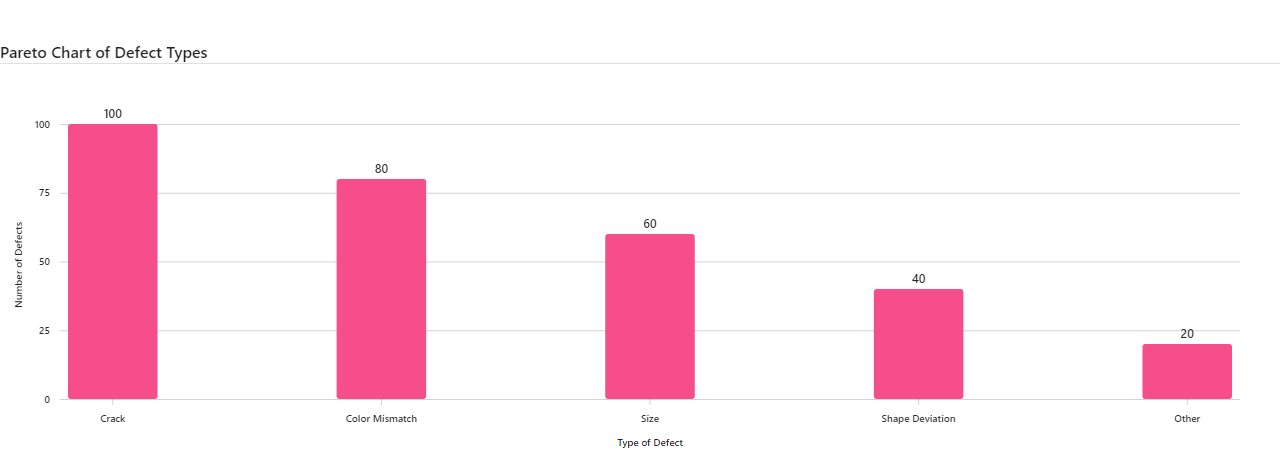 Pareto Chart of Defect Types
100
80
60
40
20
100
75
50
25
0
Number of Defects
Crack
Color Mismatch
Size
Shape Deviation
Other
Type of Defect